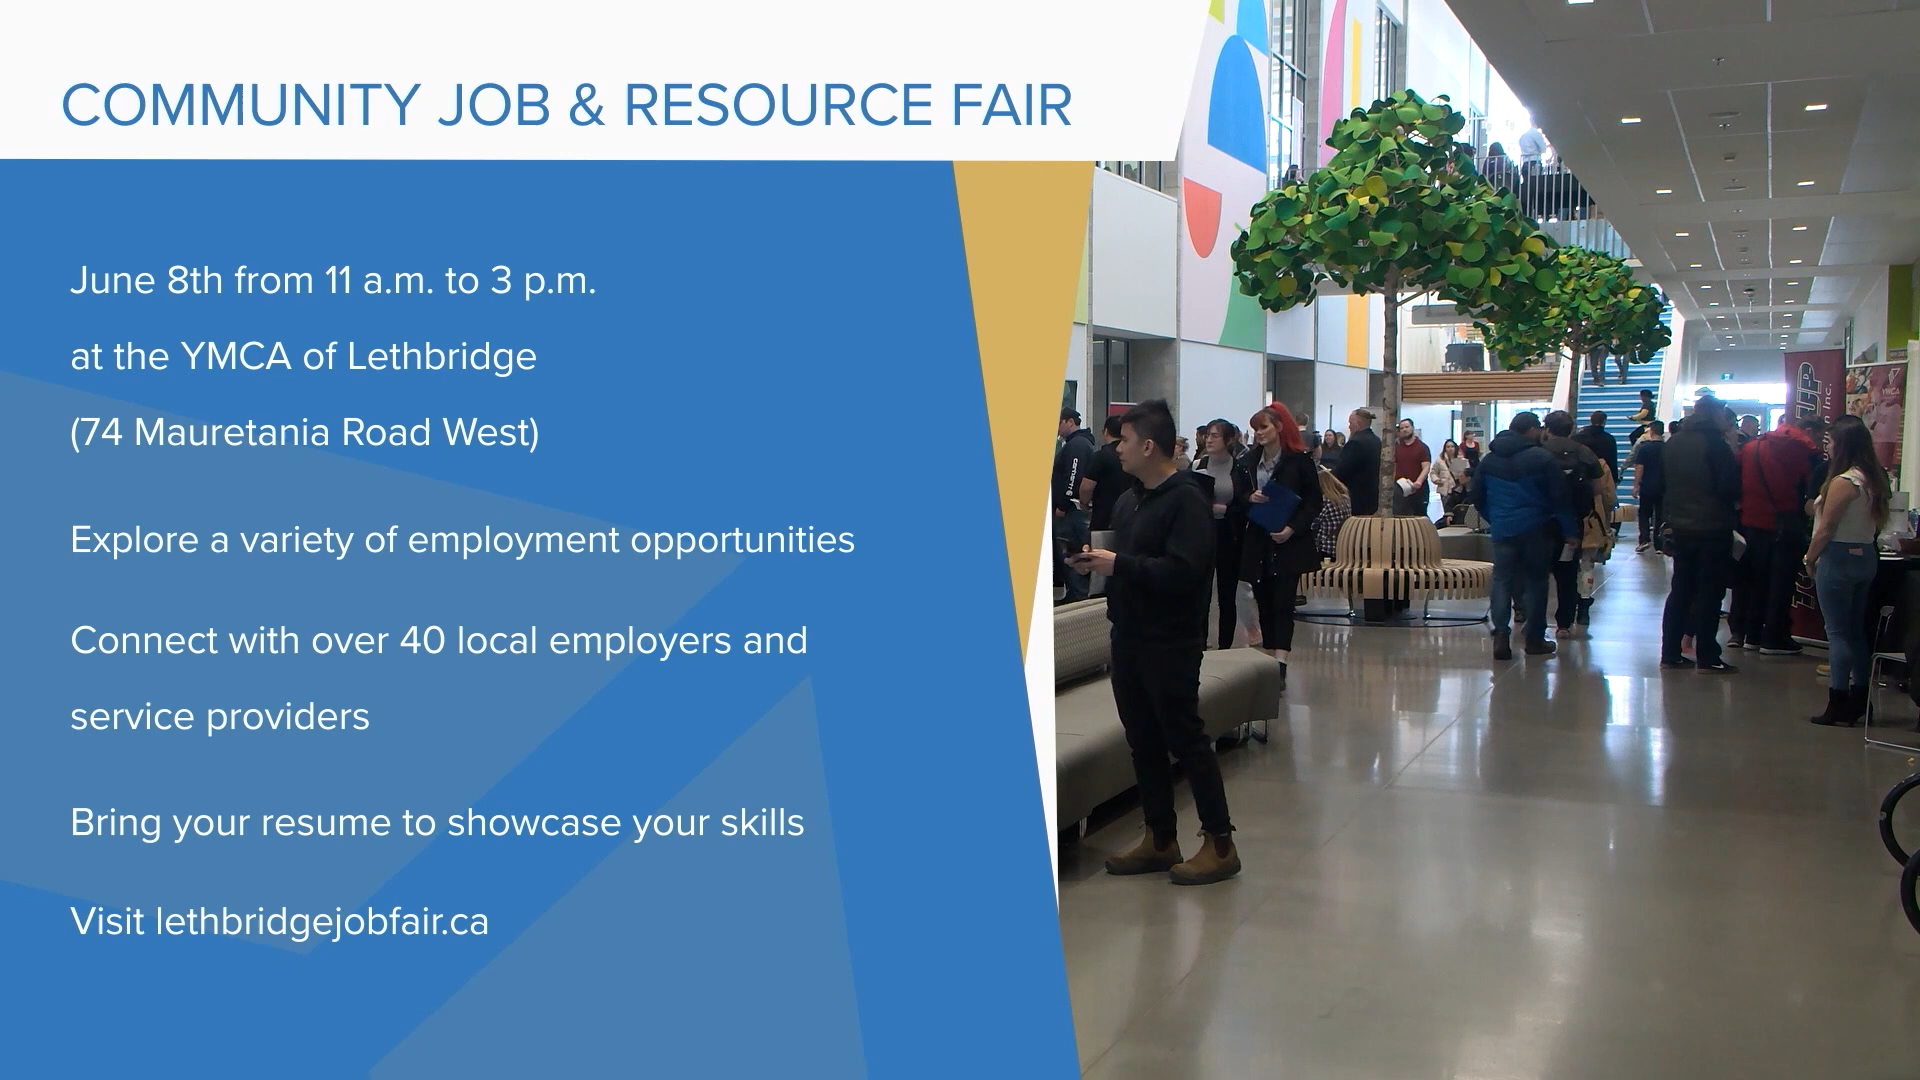 COMMUNITY JOB & RESOURCE FAIR
June 8th from 11 a.m. to 3 p.m.
at the YMCA of Lethbridge
(74 Mauretania Road West)
Explore a variety of employment opportunities
Connect with over 40 local employers and
service providers
Bring your resume to showcase your skills
Visit lethbridgejobfair.ca
YMCA